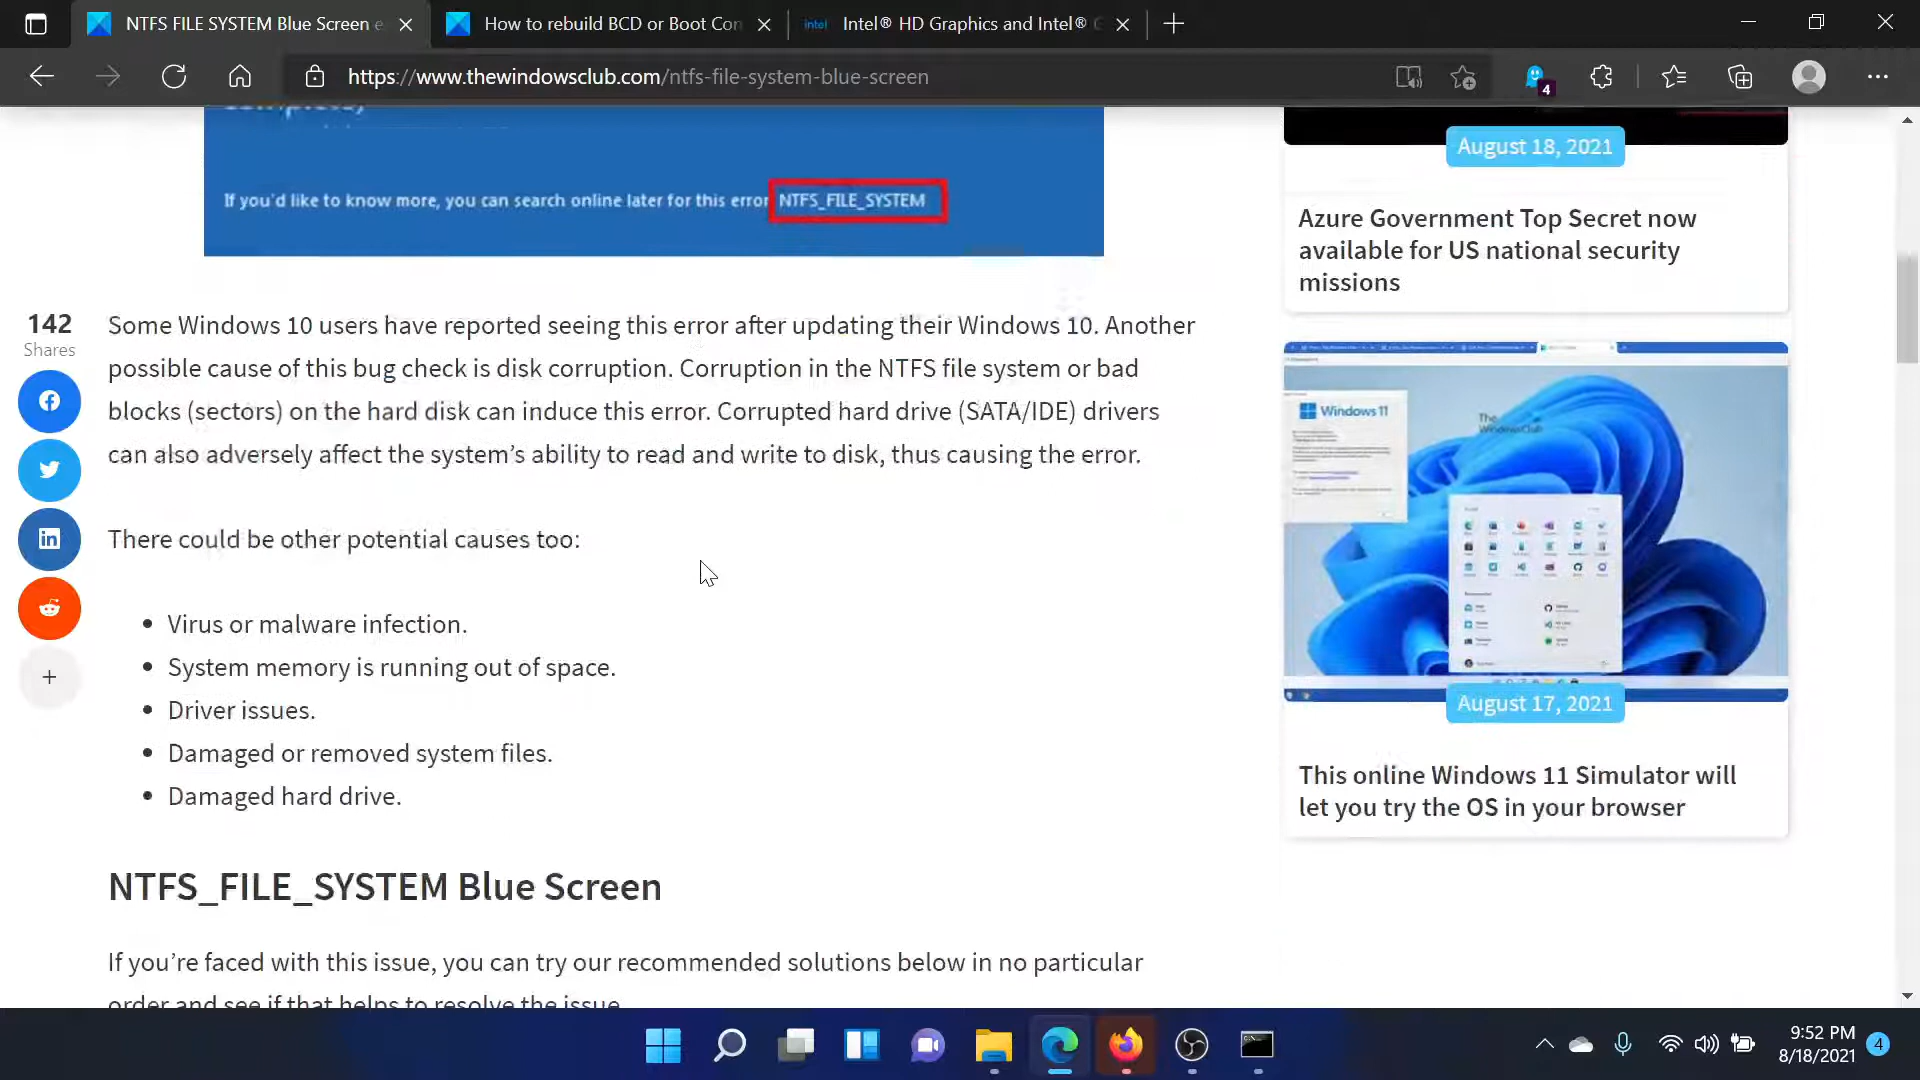 NTFS FILE SYSTEM Blue Screen e
How to rebuild BCD or Boot Con
intel Intel® HD Graphics and Intel® G
https://www.thewindowsclub.com/ntfs-file-system-blue-screen
4
If you'd like to know more, you can search online later for this error NTFS_FILE_SYSTEM
142
Shares
Some Windows 10 users have reported seeing this error after updating their Windows 10. Another
possible cause of this bug check is disk corruption. Corruption in the NTFS file system or bad
blocks (sectors) on the hard disk can induce this error. Corrupted hard drive (SATA/IDE) drivers
can also adversely affect the system's ability to read and write to disk, thus causing the error.
There could be other potential causes too:
• Virus or malware infection.
• System memory is running out of space.
• Driver issues.
• Damaged or removed system files.
• Damaged hard drive.
NTFS_FILE_SYSTEM Blue Screen
If you're faced with this issue, you can try our recommended solutions below in no particular
order and see if that helps to resolve the issue.
August 18, 2021
Azure Government Top Secret now
available for US national security
missions
Windows 11
The
WindowsClub
August 17, 2021
This online Windows 11 Simulator will
let you try the OS in your browser
9:52 PM
8/18/2021
4